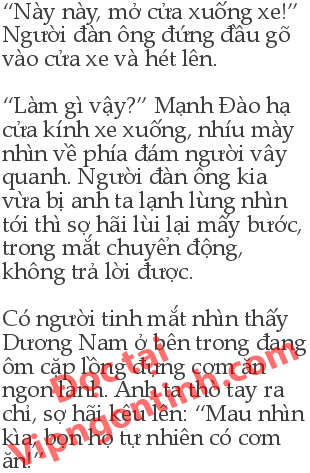 “Này này, mở cửa xuống xe!”
Người đàn ông đứng đầu gõ
vào cửa xe và hét lên.
“Làm gì vậy?” Mạnh Đào hạ
cửa kính xe xuống, nhíu mày
nhìn về phía đám người vây
quanh. Người đàn ông kia
vừa bị anh ta lạnh lùng nhìn
tới thì sợ hãi lùi lại mấy bước,
trong mắt chuyển động,
không trả lời được.
Có người tinh mắt nhìn thấy
Dương Nam ở bên trong đang
ôm cặp lồng đựng cơm ăn
ngon lành. Anh ta thò tay ra
chỉ, sợ hãi kêu lên: “Mau nhìn
kìa, bọn họ tự nhiên có cơm
ăn!”
Đọc tại
Vipngontinh.com